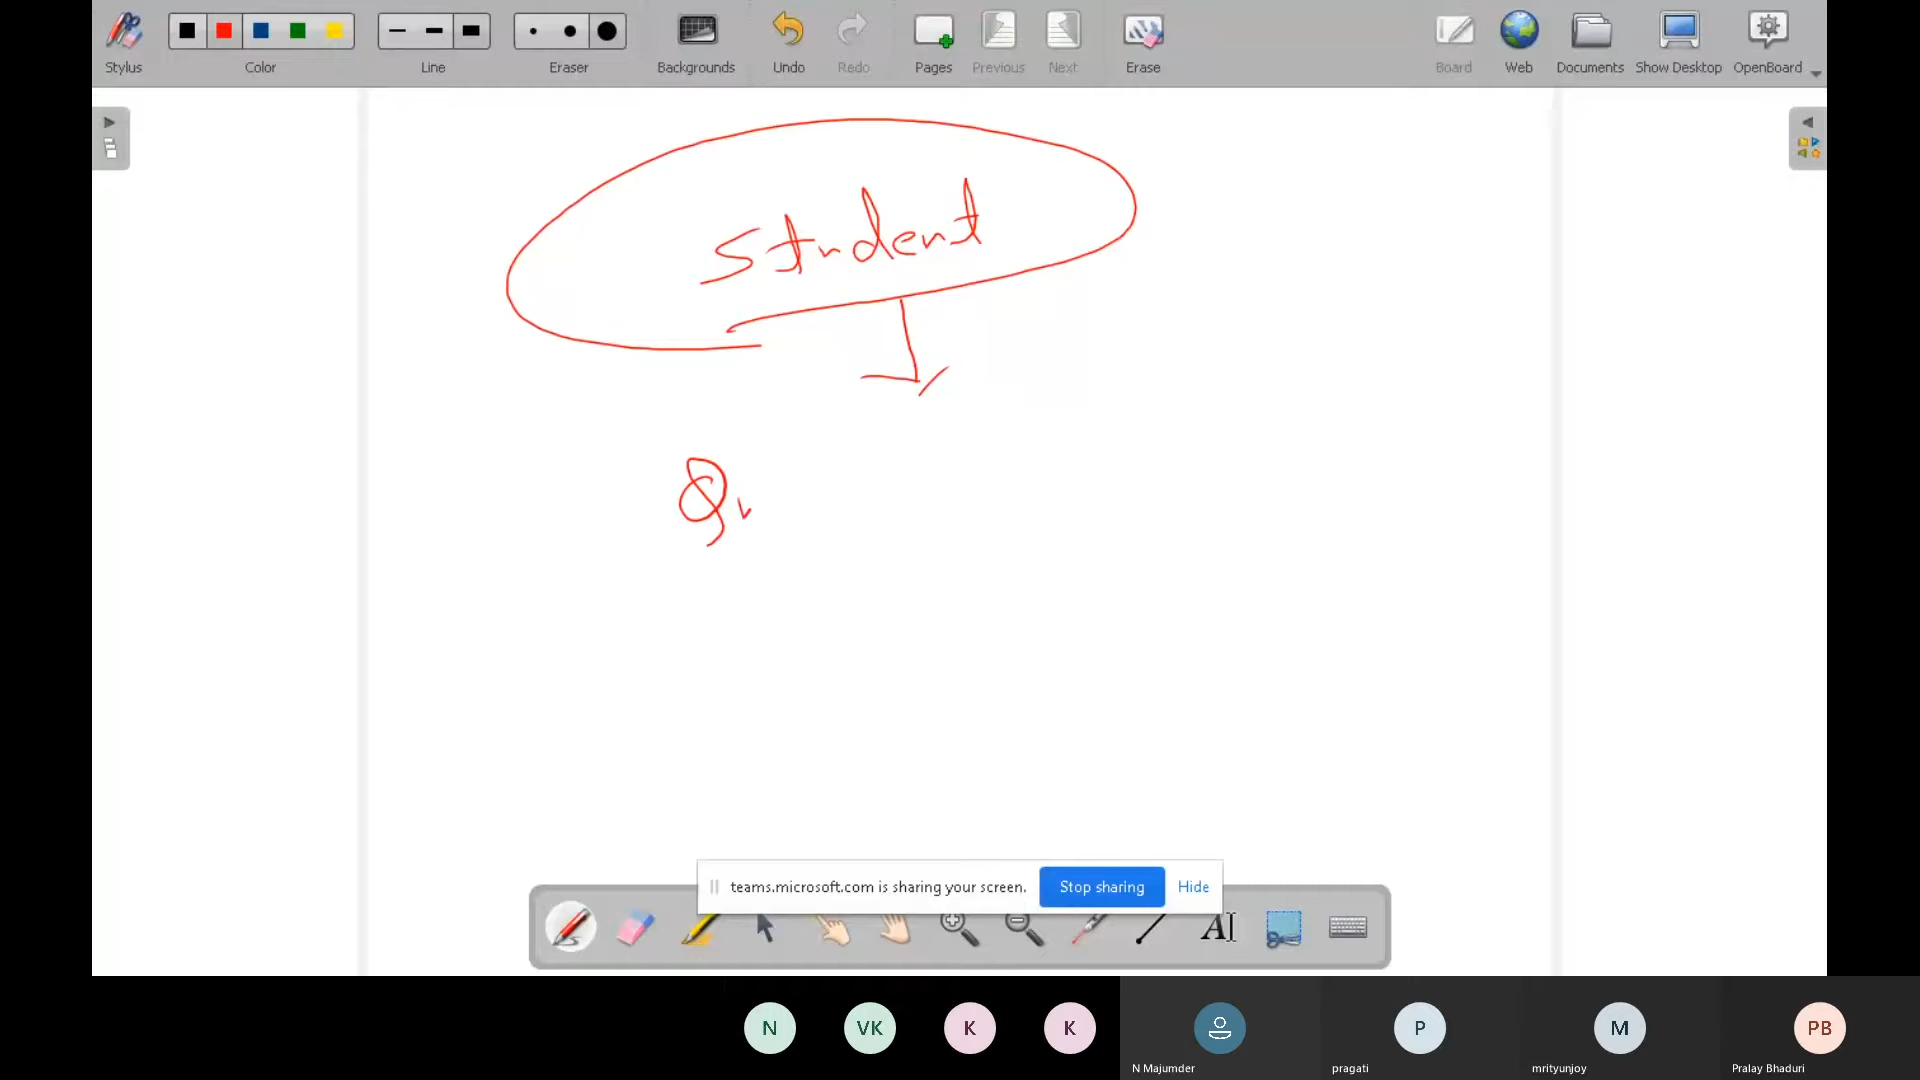 Stylus
Color
Line
Eraser
Backgrounds
Undo
Redo
Pages
Previous
Next
Erase
Board
Web
Documents
Show Desktop
OpenBoard
Student
Q
teams.microsoft.com is sharing your screen.
Stop sharing
Hide
A
N
VK
K
K
P
M
PB
N Majumder
pragati
mrityunjoy
Pralay Bhaduri